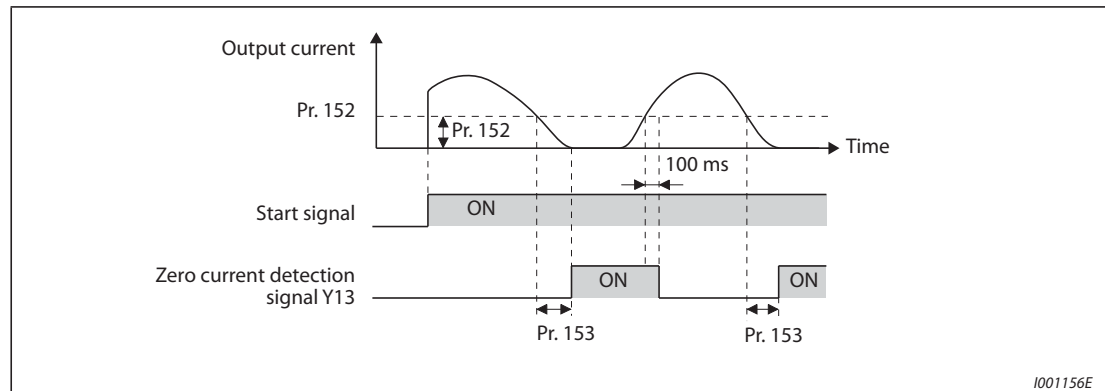 Output current
Pr. 152
Pr. 152
Time
100 ms
Start signal
ON
Zero current detection
signal Y13
ON
ON
Pr. 153
Pr. 153
I001156E